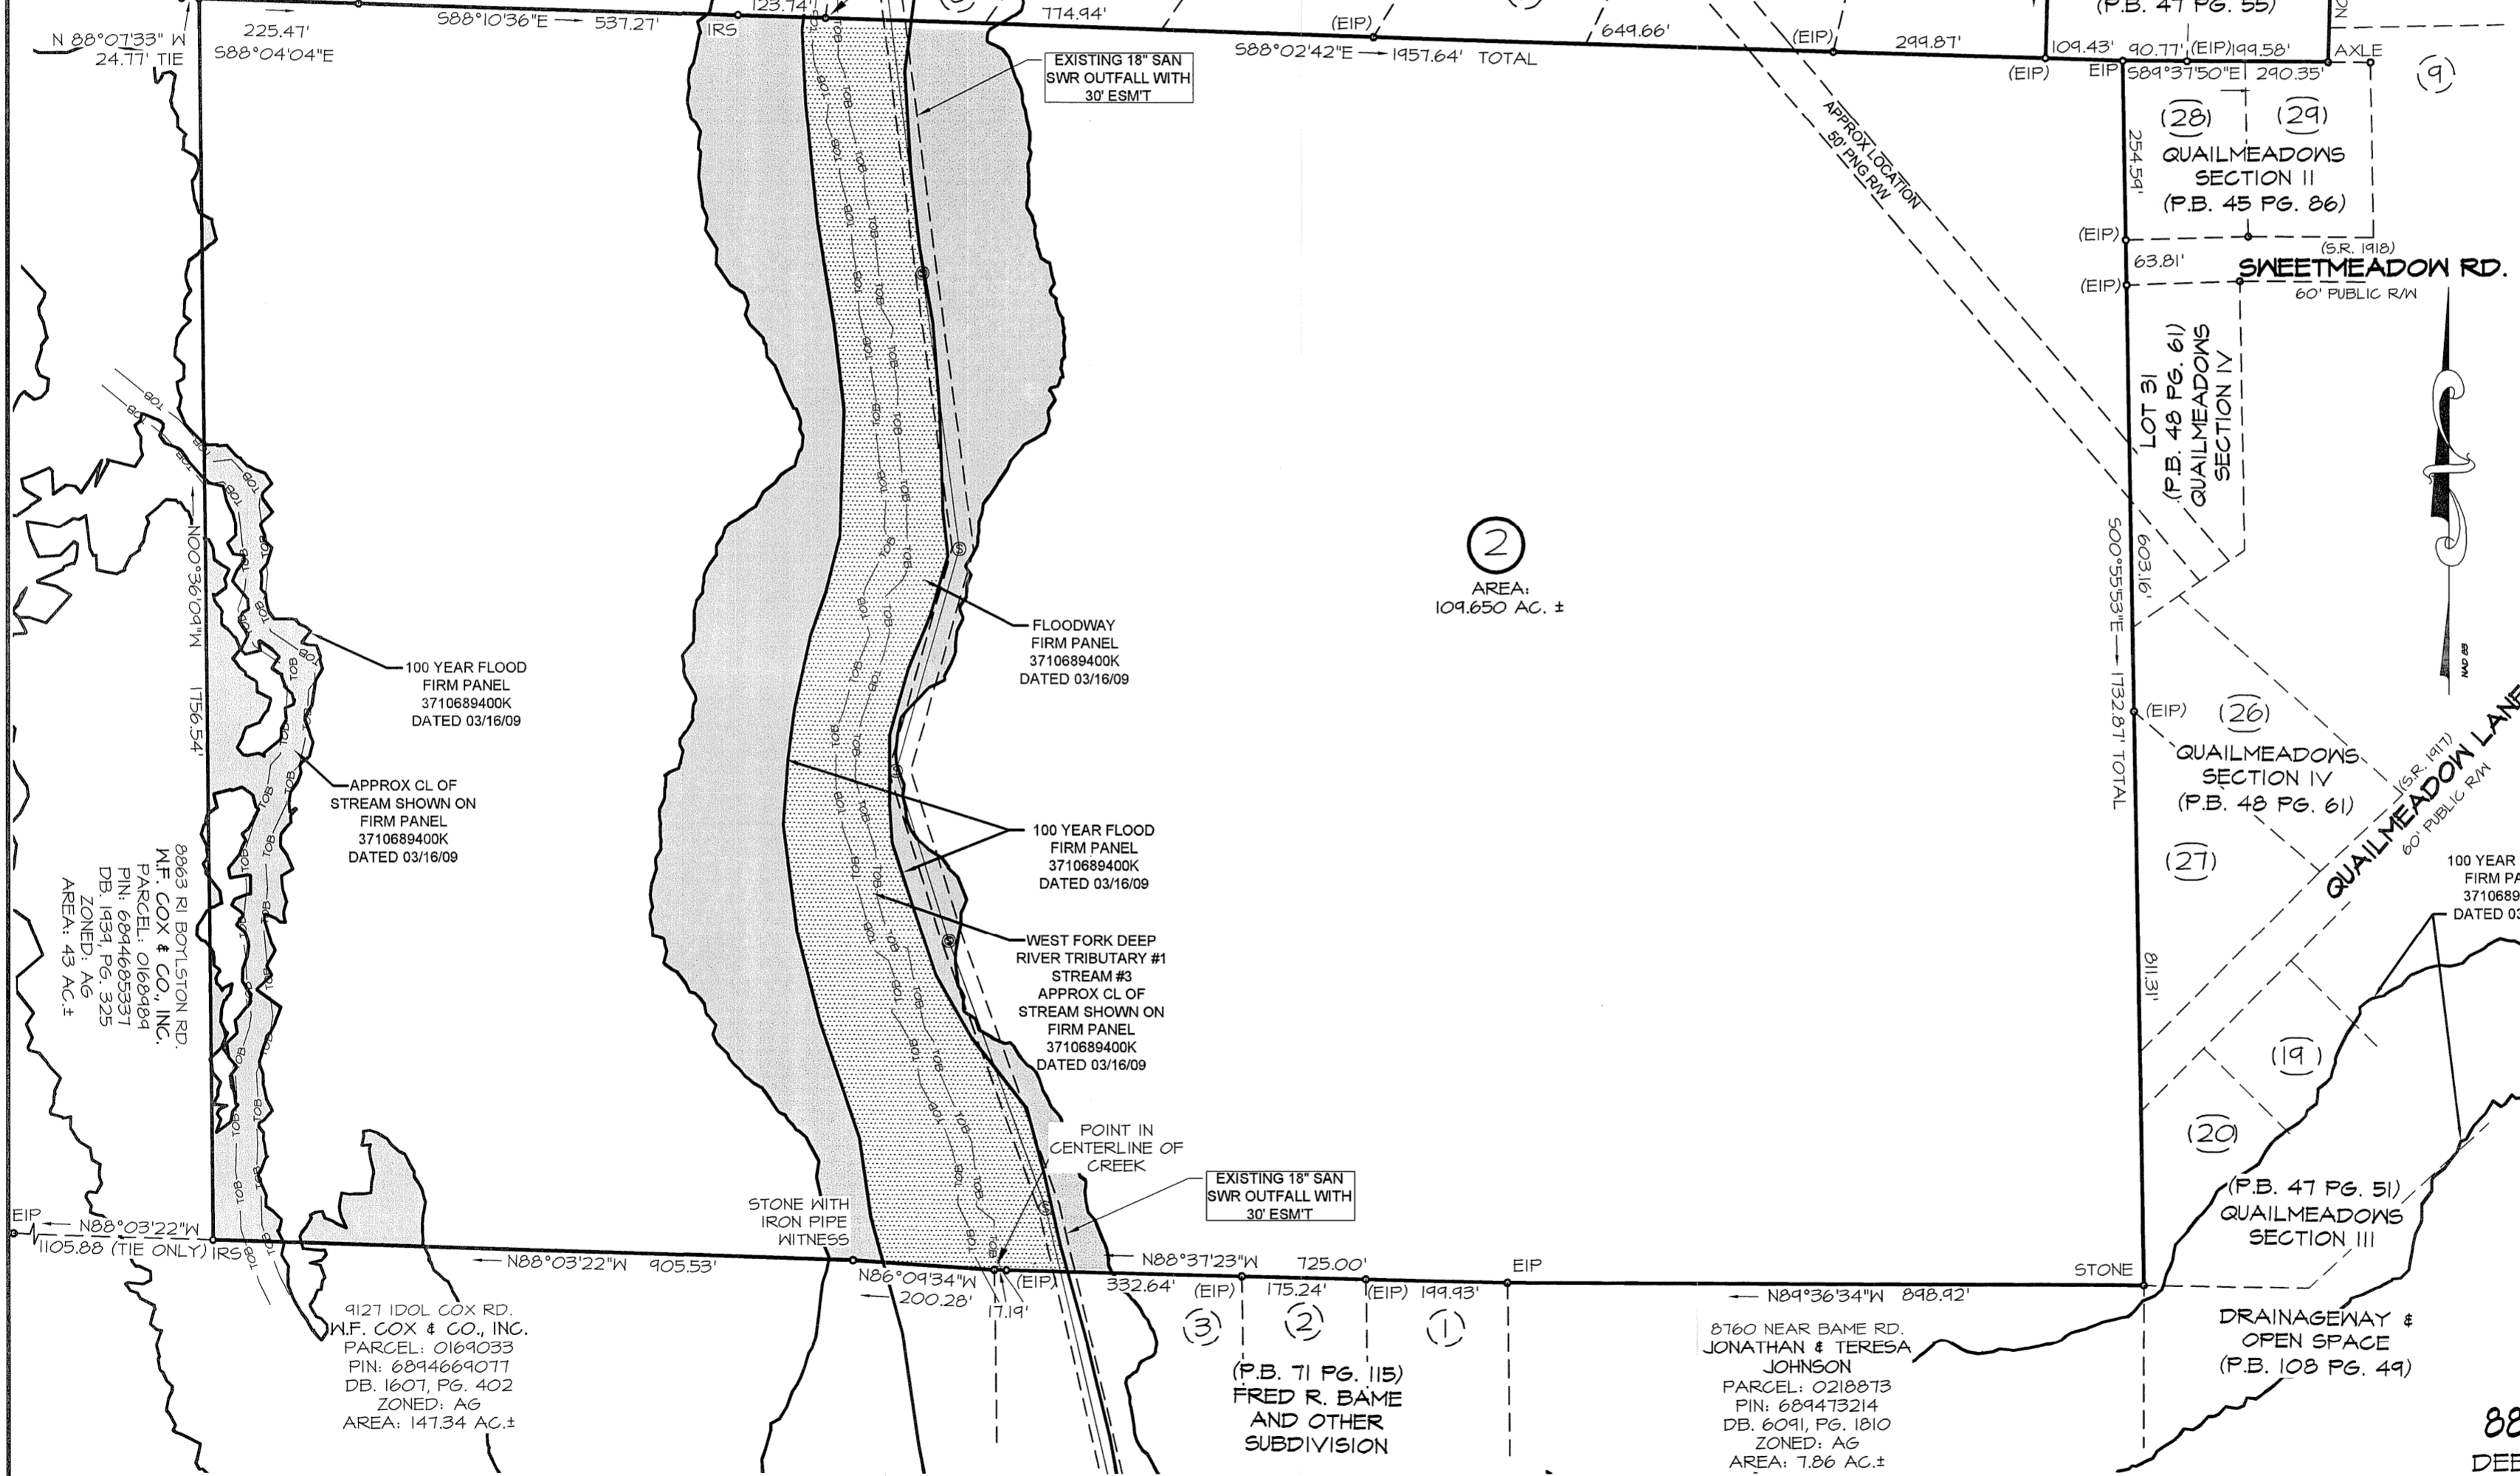 N 88°07'33" W
24.77' TIE
225.47'
S88°04'04"E
S88°10'36"E
537.27'
IRS
123.74'
774.94'
(EIP)
S88°02'42"E
1957.64' TOTAL
649.66'
(EIP)
299.87'
(P.B. 47 PG. 55)
109.43'
90.77'
(EIP)
199.58'
AXLE
(EIP)
EIP
S89°37'50"E
290.35'
9
EXISTING 18" SAN
SWR OUTFALL WITH
30' ESM'T
APPROX LOCATION
50' PNG R/W
254.59'
(28)
(29)
QUAILMEADOWS
SECTION II
(P.B. 45 PG. 86)
(EIP)
63.81'
(EIP)
(S.R. 1918)
SWEETMEADOW RD.
60' PUBLIC R/W
LOT 31
(P.B. 48 PG. 61)
QUAILMEADOWS
SECTION IV
NAD 83
S00°55'53"E
1732.87' TOTAL
603.16'
2
AREA:
109.650 AC. ±
N00°36'09"W
1756.54'
FLOODWAY
FIRM PANEL
3710689400K
DATED 03/16/09
100 YEAR FLOOD
FIRM PANEL
3710689400K
DATED 03/16/09
APPROX CL OF
STREAM SHOWN ON
FIRM PANEL
3710689400K
DATED 03/16/09
(EIP)
(26)
QUAILMEADOWS
SECTION IV
(P.B. 48 PG. 61)
(27)
(S.R. 1917)
QUAILMEADOW LANE
60' PUBLIC R/W
100 YEAR FLOOD
FIRM PANEL
3710689400K
DATED 03/16/09
100 YEAR
FIRM PA
3710689
DATED 03
8863 R1 BOYLSTON RD.
W.F. COX & CO., INC.
PARCEL: 0168989
PIN: 6894685337
DB. 1939, PG. 325
ZONED: AG
AREA: 43 AC.±
WEST FORK DEEP
RIVER TRIBUTARY #1
STREAM #3
APPROX CL OF
STREAM SHOWN ON
FIRM PANEL
3710689400K
DATED 03/16/09
811.31'
(19)
(20)
(P.B. 47 PG. 51)
QUAILMEADOWS
SECTION III
POINT IN
CENTERLINE OF
CREEK
EXISTING 18" SAN
SWR OUTFALL WITH
30' ESM'T
STONE WITH
IRON PIPE
WITNESS
EIP
N88°03'22"W
1105.88 (TIE ONLY)
IRS
N88°03'22"W 905.53'
N86°09'34"W
200.28'
(EIP)
17.19'
N88°37'23"W 725.00'
332.64'
(EIP)
175.24'
(EIP)
199.93'
EIP
N89°36'34"W 898.92'
STONE
(3)
(2)
(1)
(P.B. 71 PG. 115)
FRED R. BAME
AND OTHER
SUBDIVISION
9127 IDOL COX RD.
W.F. COX & CO., INC.
PARCEL: 0169033
PIN: 6894669077
DB. 1607, PG. 402
ZONED: AG
AREA: 147.34 AC.±
8760 NEAR BAME RD.
JONATHAN & TERESA
JOHNSON
PARCEL: 0218873
PIN: 689473214
DB. 6091, PG. 1810
ZONED: AG
AREA: 7.86 AC.±
DRAINAGEWAY &
OPEN SPACE
(P.B. 108 PG. 49)
88
DEE